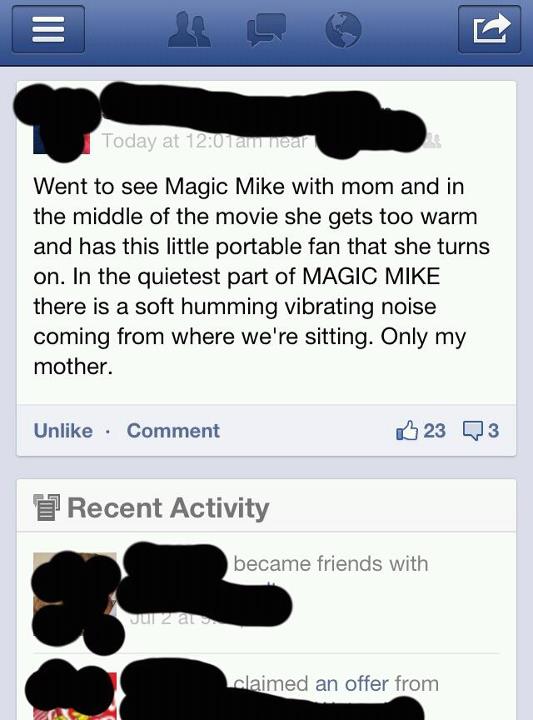 Today at 12:01am near
Went to see Magic Mike with mom and in
the middle of the movie she gets too warm
and has this little portable fan that she turns
on. In the quietest part of MAGIC MIKE
there is a soft humming vibrating noise
coming from where we're sitting. Only my
mother.
Unlike · Comment 23 3
Recent Activity
became friends with
Jul 2 at
claimed an offer from